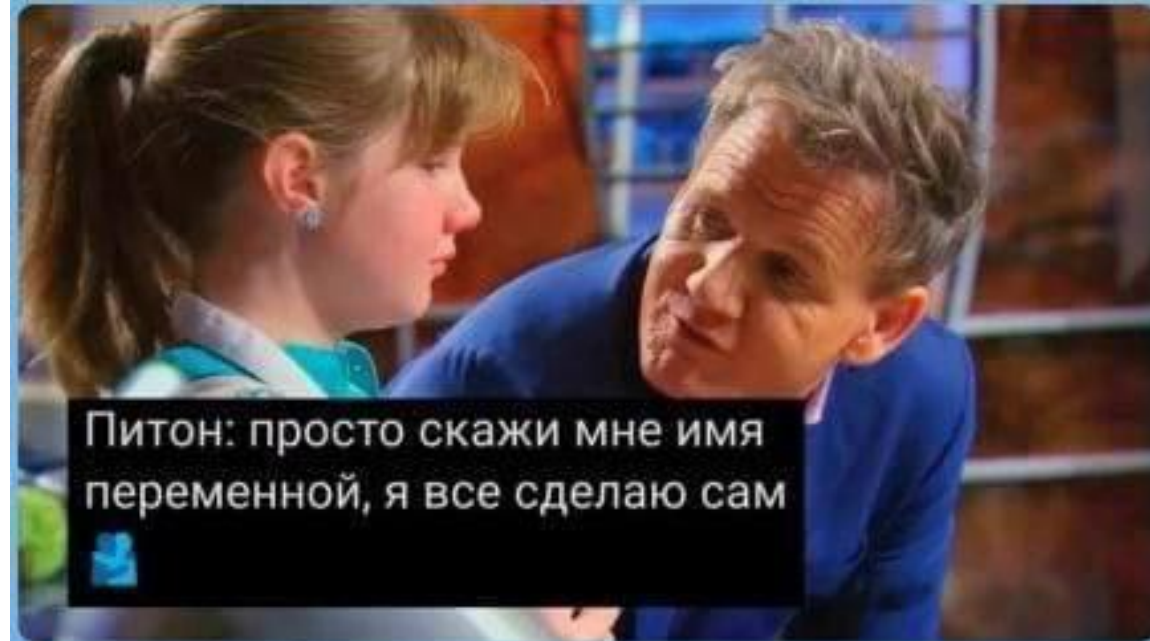 Питон: просто скажи мне имя
переменной, я все сделаю сам
🫂